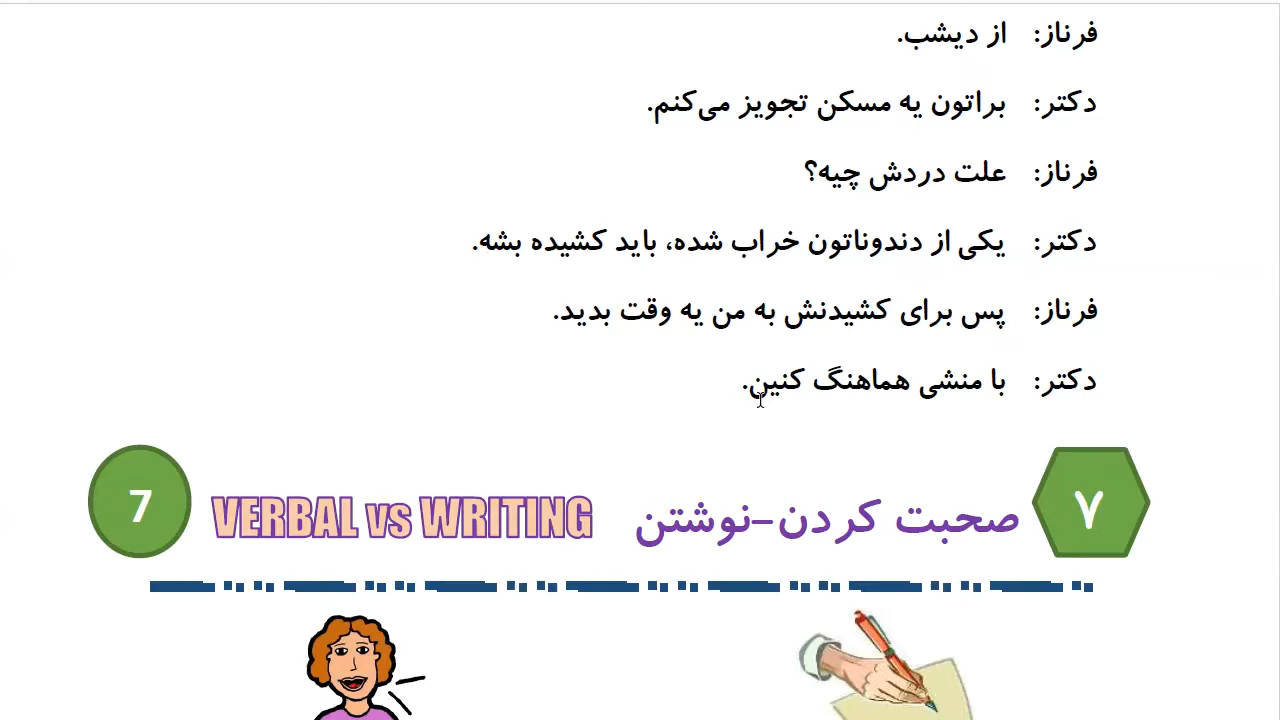 فرناز: از دیشب.
دکتر: براتون یه مسکن تجویز می‌کنم.
فرناز: علت دردش چیه؟
دکتر: یکی از دندوناتون خراب شده، باید کشیده بشه.
فرناز: پس برای کشیدنش به من یه وقت بدید.
دکتر: با منشی هماهنگ کنین.
۷ صحبت کردن-نوشتن VERBAL vs WRITING 7